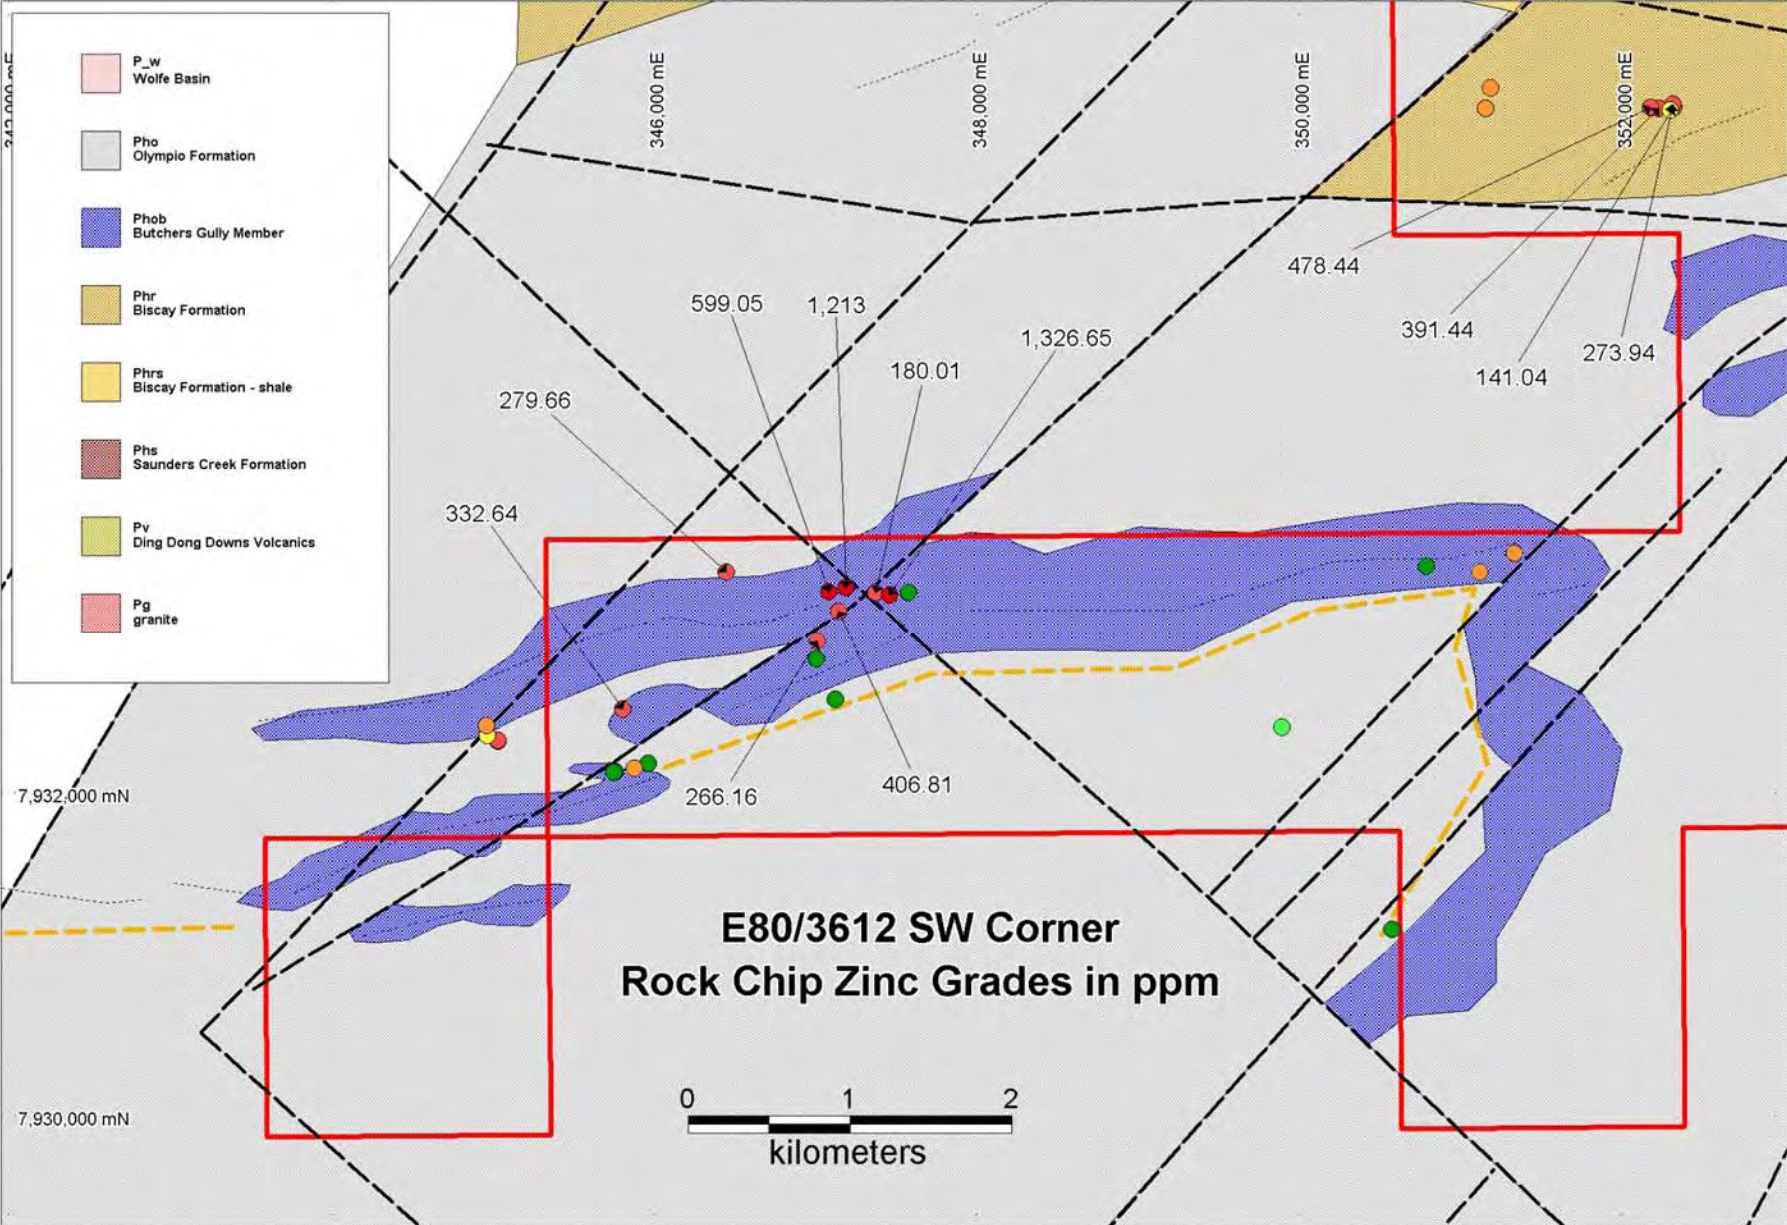 P_w
Wolfe Basin
Pho
Olympio Formation
Phob
Butchers Gully Member
Phr
Biscay Formation
Phrs
Biscay Formation - shale
Phs
Saunders Creek Formation
Pv
Ding Dong Downs Volcanics
Pg
granite
346,000 mE
348,000 mE
350,000 mE
352,000 mE
478.44
391.44
141.04
273.94
599.05
1,213
1,326.65
180.01
279.66
332.64
266.16
406.81
7,932,000 mN
7,930,000 mN
E80/3612 SW Corner
Rock Chip Zinc Grades in ppm
0 1 2
kilometers